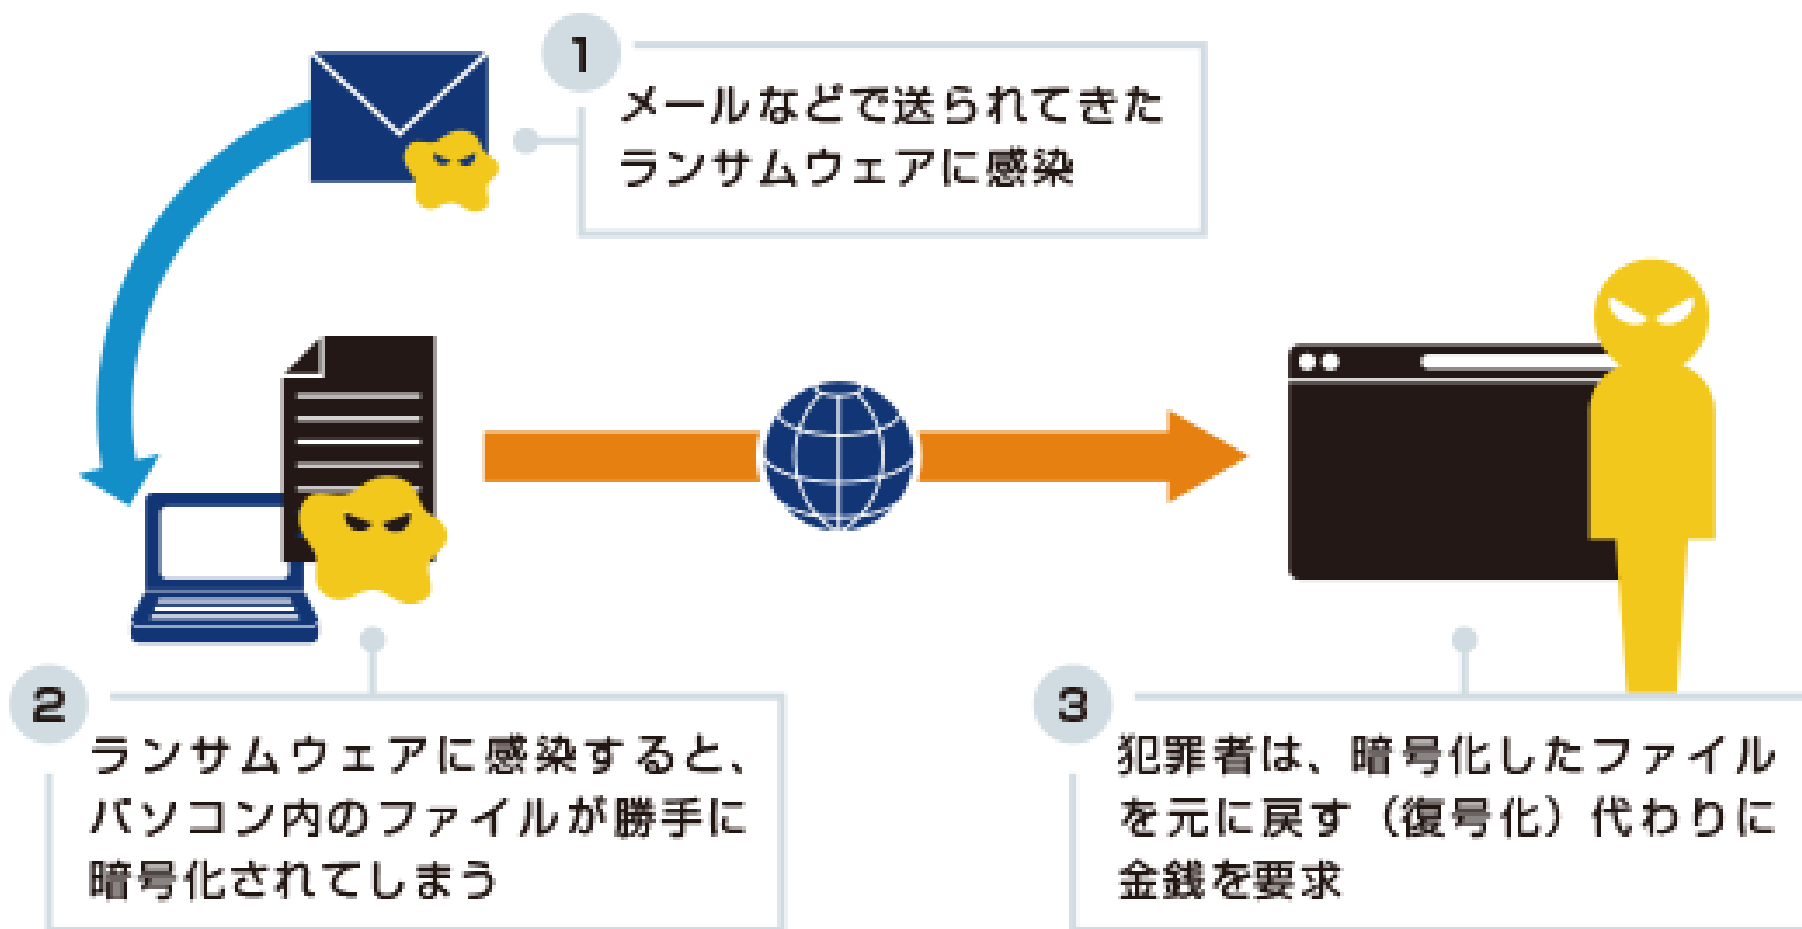 1
メールなどで送られてきた
ランサムウェアに感染
2
ランサムウェアに感染すると、
パソコン内のファイルが勝手に
暗号化されてしまう
3
犯罪者は、暗号化したファイル
を元に戻す（復号化）代わりに
金銭を要求